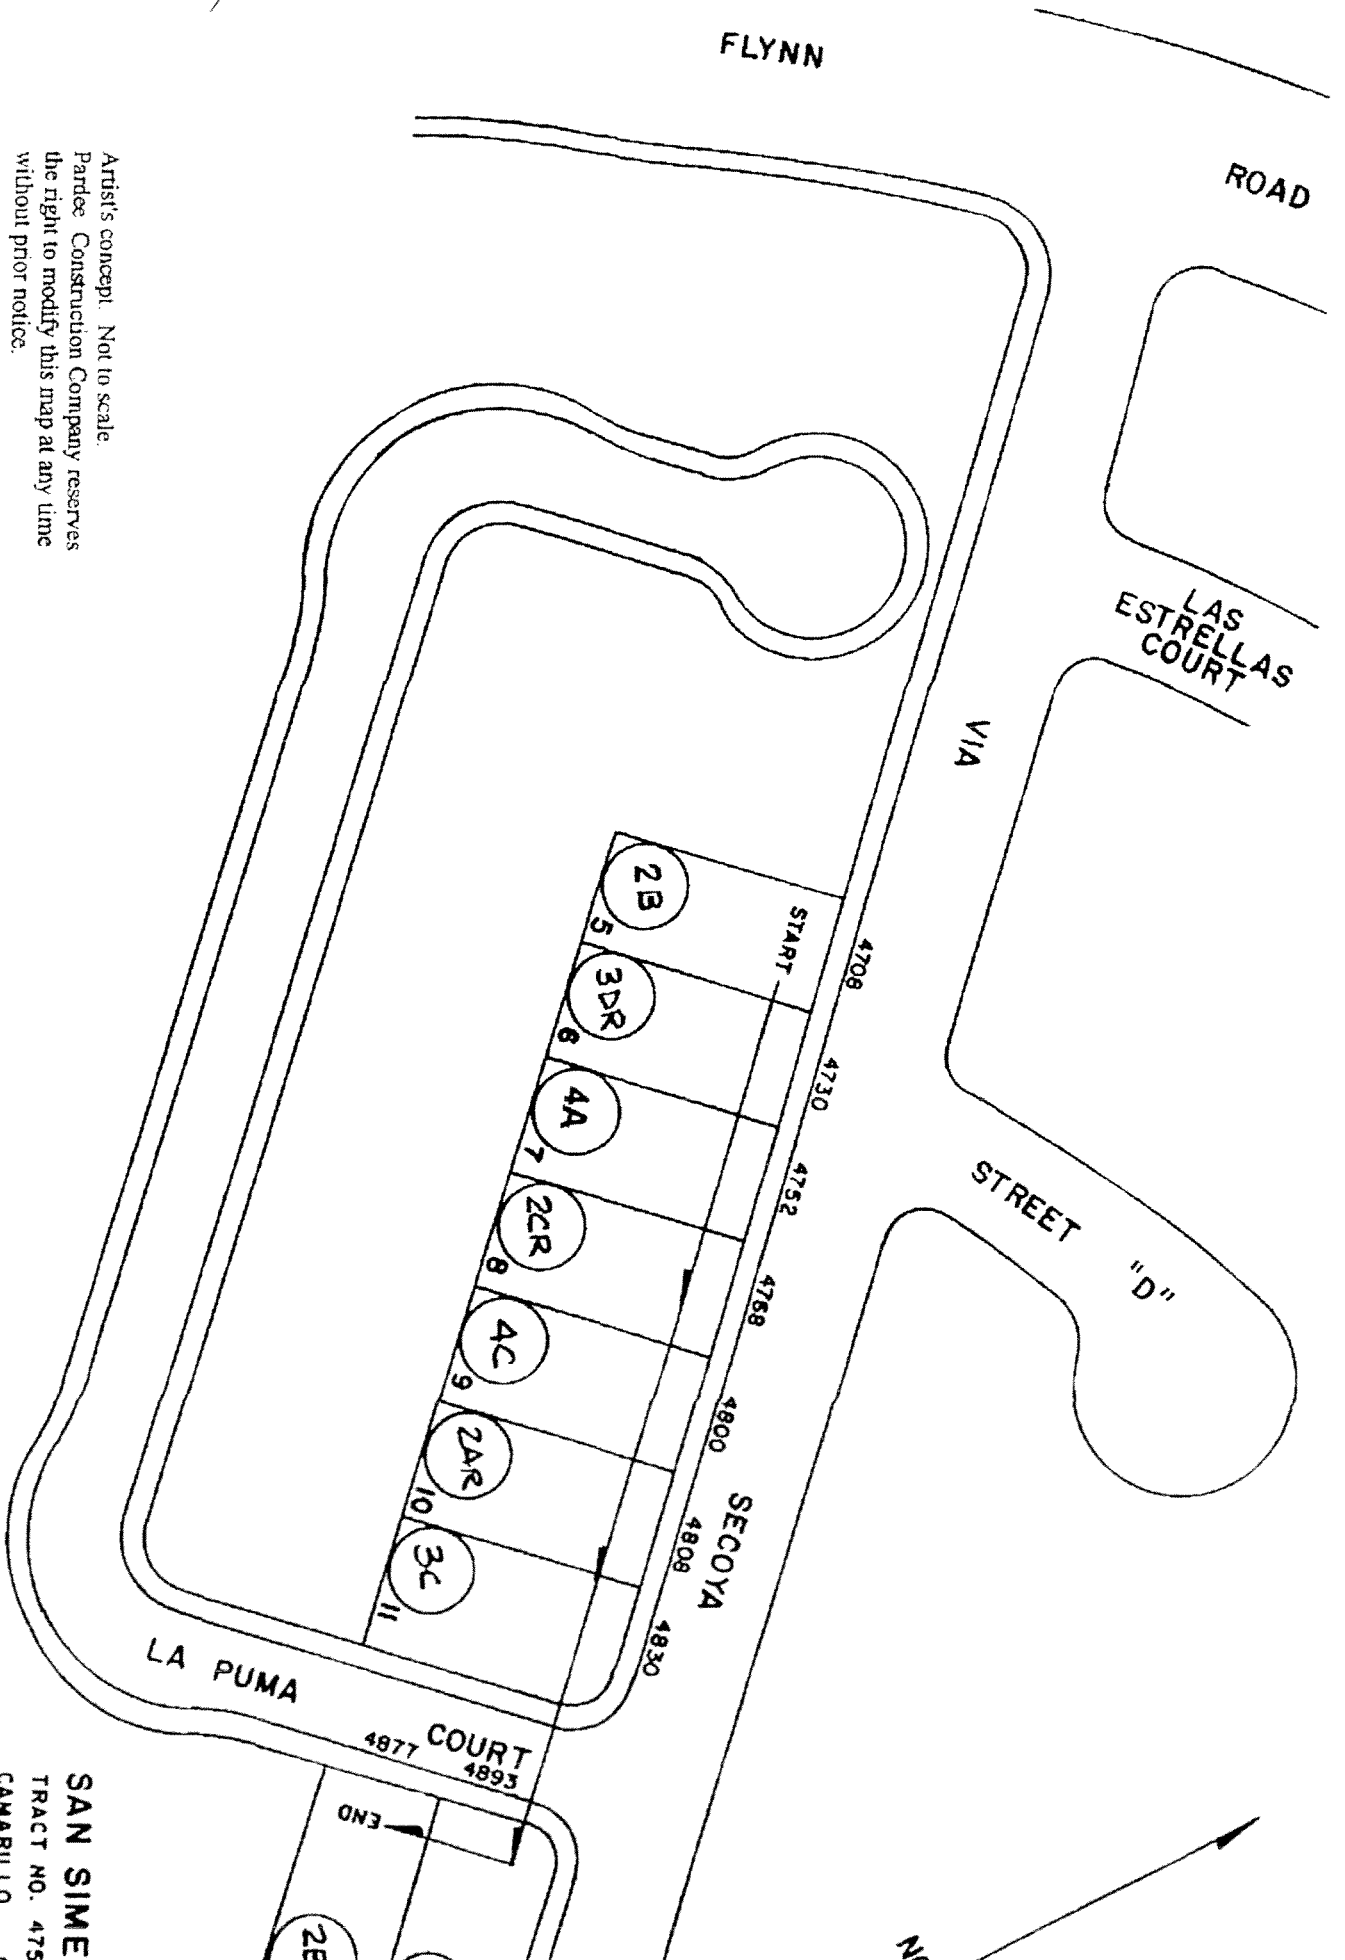 FLYNN
ROAD
Artist's concept. Not to scale.
Pardee Construction Company reserves
the right to modify this map at any time
without prior notice.
LAS
ESTRELLAS
COURT
VIA
START
2B
5
4708
3DR
6
4730
4A
7
4752
STREET "D"
2CR
8
4768
4C
9
4800
2AR
10
4808
SECOYA
3C
11
4830
LA PUMA COURT
4877
4893
END
SAN SIME
TRACT NO. 475